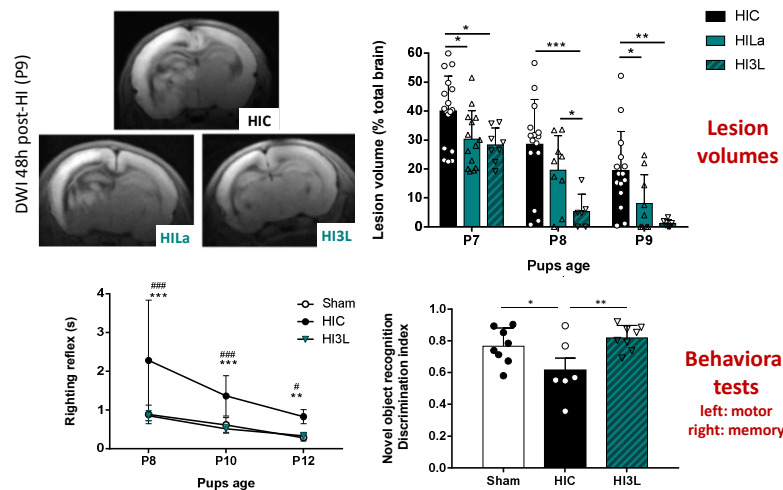 DWI 48h post-HI (P9)
HIC
HILa
HI3L
Lesion volume (% total brain)
60
50
40
30
20
10
0
*
*
***
*
**
*
P7
P8
P9
Pups age
HIC
HILa
HI3L
Lesion
volumes
Righting reflex (s)
4
3
2
1
0
###
***
###
***
#
**
Sham
HIC
HI3L
P8
P10
P12
Pups age
Novel object recognition
Discrimination index
1.0
0.8
0.6
0.4
0.2
0.0
*
**
Sham
HIC
HI3L
Behaviora
tests
left: motor
right: memory